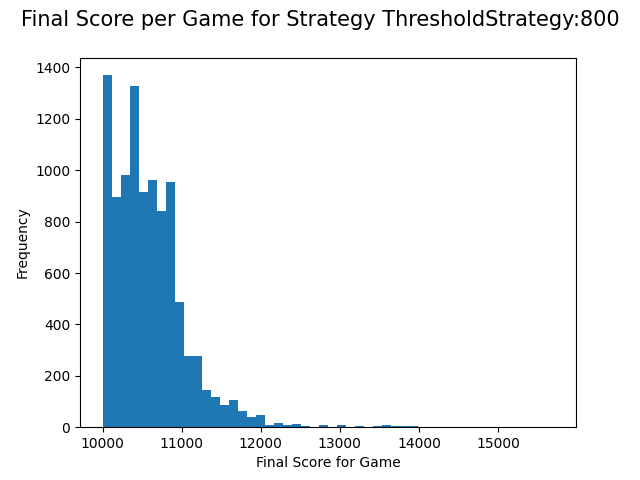 Final Score per Game for Strategy ThresholdStrategy:800
1400
1200
1000
800
600
400
200
0
Frequency
10000 11000 12000 13000 14000 15000
Final Score for Game